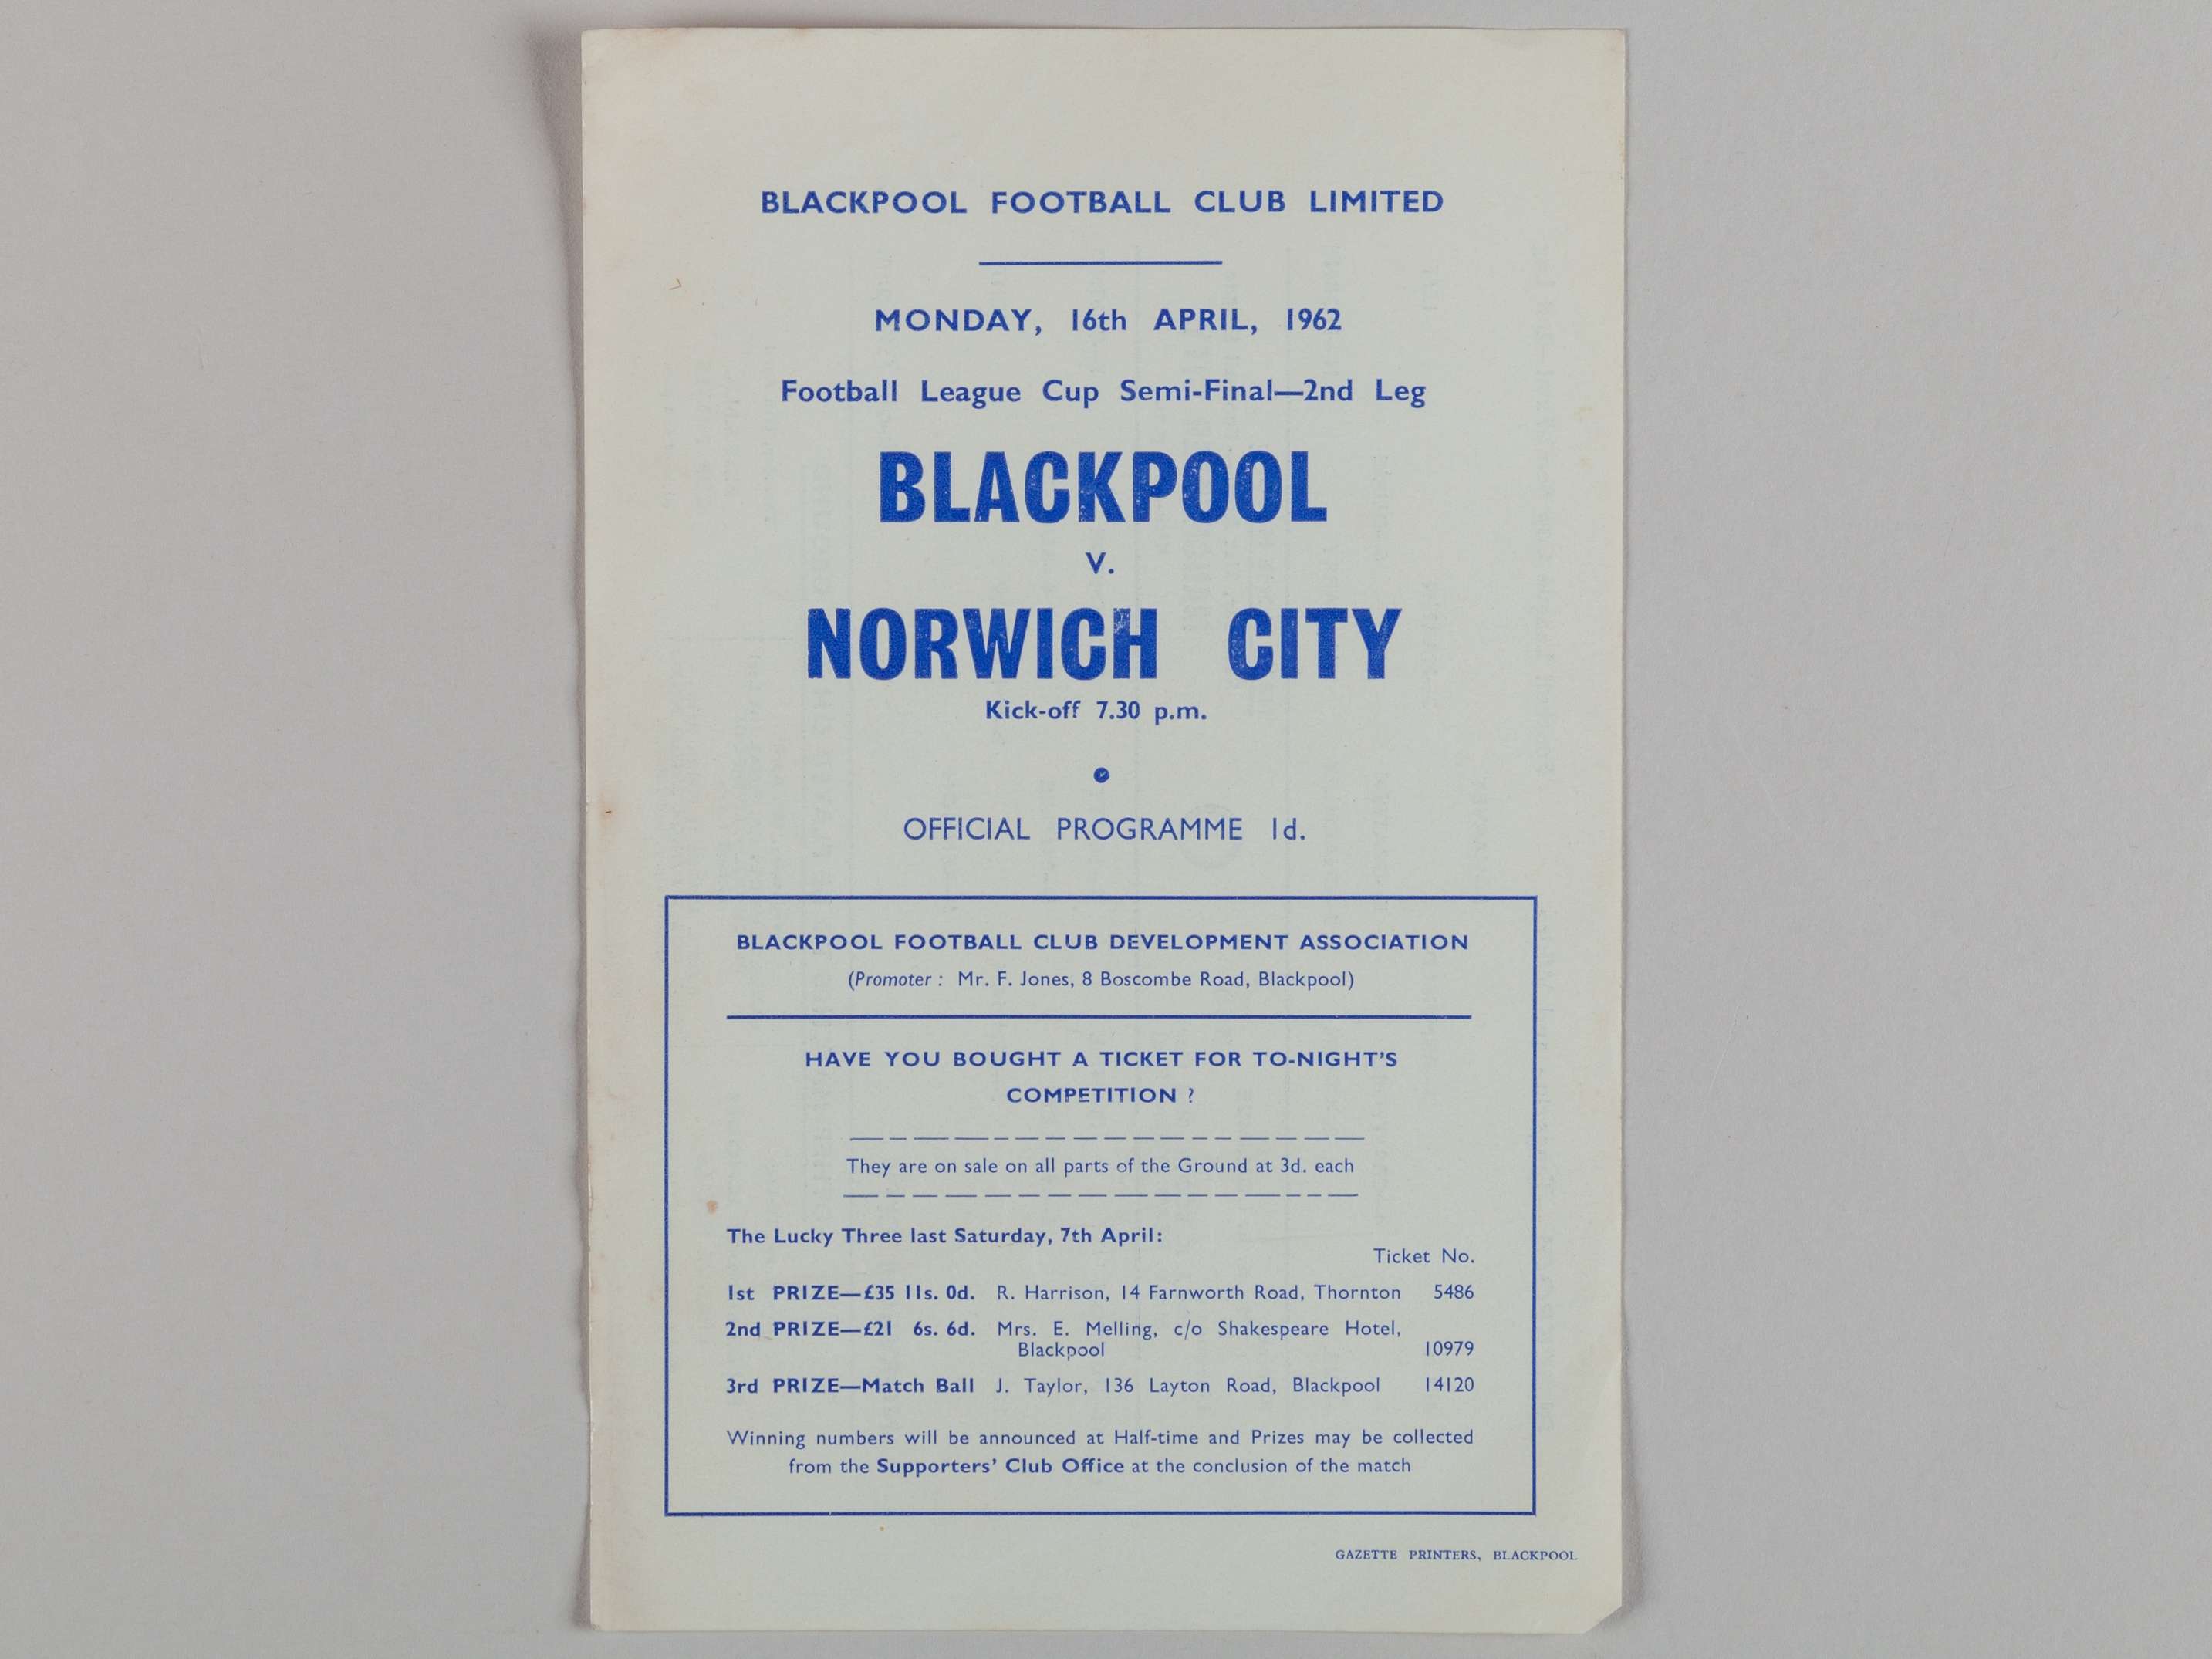 BLACKPOOL FOOTBALL CLUB LIMITED
MONDAY, 16th APRIL, 1962
Football League Cup Semi-Final—2nd Leg
BLACKPOOL
V.
NORWICH CITY
Kick-off 7.30 p.m.
OFFICIAL PROGRAMME 1d.
BLACKPOOL FOOTBALL CLUB DEVELOPMENT ASSOCIATION
(Promoter : Mr. F. Jones, 8 Boscombe Road, Blackpool)
HAVE YOU BOUGHT A TICKET FOR TO-NIGHT'S
COMPETITION ?
They are on sale on all parts of the Ground at 3d. each
The Lucky Three last Saturday, 7th April:
Ticket No.
1st PRIZE—£35 11s. 0d. R. Harrison, 14 Farnworth Road, Thornton 5486
2nd PRIZE—£21 6s. 6d. Mrs. E. Melling, c/o Shakespeare Hotel,
Blackpool 10979
3rd PRIZE—Match Ball J. Taylor, 136 Layton Road, Blackpool 14120
Winning numbers will be announced at Half-time and Prizes may be collected
from the Supporters' Club Office at the conclusion of the match
GAZETTE PRINTERS, BLACKPOOL